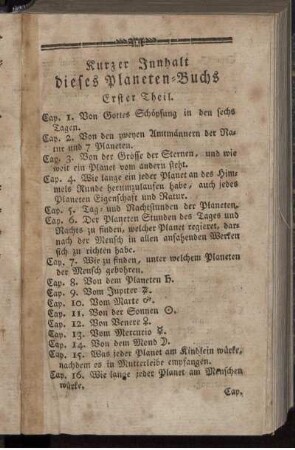 Kurzer Innhalt
dieses Planeten-Buchs
Erster Theil.
Cap. 1. Von Gottes Schöpfung in den sechs
Tagen.
Cap. 2. Von den zweyen Amtmännern der Na-
tur und 7 Planeten.
Cap. 3. Von der Grösse der Sternen, und wie
weit ein Planet vom andern steht.
Cap. 4. Wie lange ein jeder Planet an des Him-
mels Runde herumzulaufen habe, auch jedes
Planeten Eigenschaft und Natur.
Cap. 5. Tag- und Nachtstunden der Planeten.
Cap. 6. Der Planeten Stunden des Tages und
Nachts zu finden, welcher Planet regieret, dar-
nach der Mensch in allen anfahenden Werken
sich zu richten habe.
Cap. 7. Wie zu finden, unter welchem Planeten
der Mensch gebohren.
Cap. 8. Von dem Planeten ♄.
Cap. 9. Vom Jupiter ♃.
Cap. 10. Vom Marte ♂.
Cap. 11. Von der Sonnen ☉.
Cap. 12. Von Venere ♀.
Cap. 13. Vom Mercurio ☿.
Cap. 14. Von dem Mond ☽.
Cap. 15. Was jeder Planet am Kindlein würke,
nachdem es in Mutterleibe empfangen.
Cap. 16. Wie lange jeder Planet am Menschen
würke.
Cap.